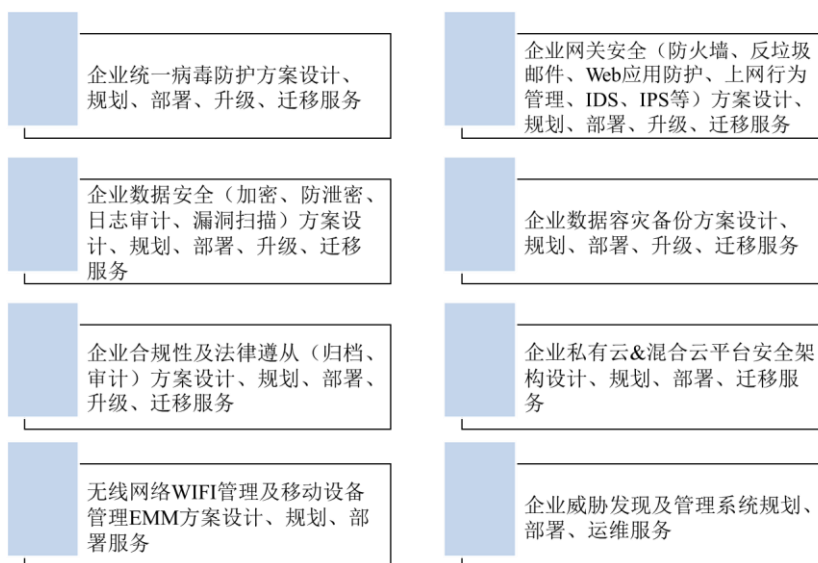 企业统一病毒防护方案设计、
规划、部署、升级、迁移服务
企业网关安全（防火墙、反垃圾
邮件、Web应用防护、上网行为
管理、IDS、IPS等）方案设计、
规划、部署、升级、迁移服务
企业数据安全（加密、防泄密、
日志审计、漏洞扫描）方案设
计、规划、部署、升级、迁移
服务
企业数据容灾备份方案设计、
规划、部署、升级、迁移服务
企业合规性及法律遵从（归档、
审计）方案设计、规划、部署、
升级、迁移服务
企业私有云&混合云平台安全架
构设计、规划、部署、迁移服
务
无线网络WIFI管理及移动设备
管理EMM方案设计、规划、部
署服务
企业威胁发现及管理系统规划、
部署、运维服务